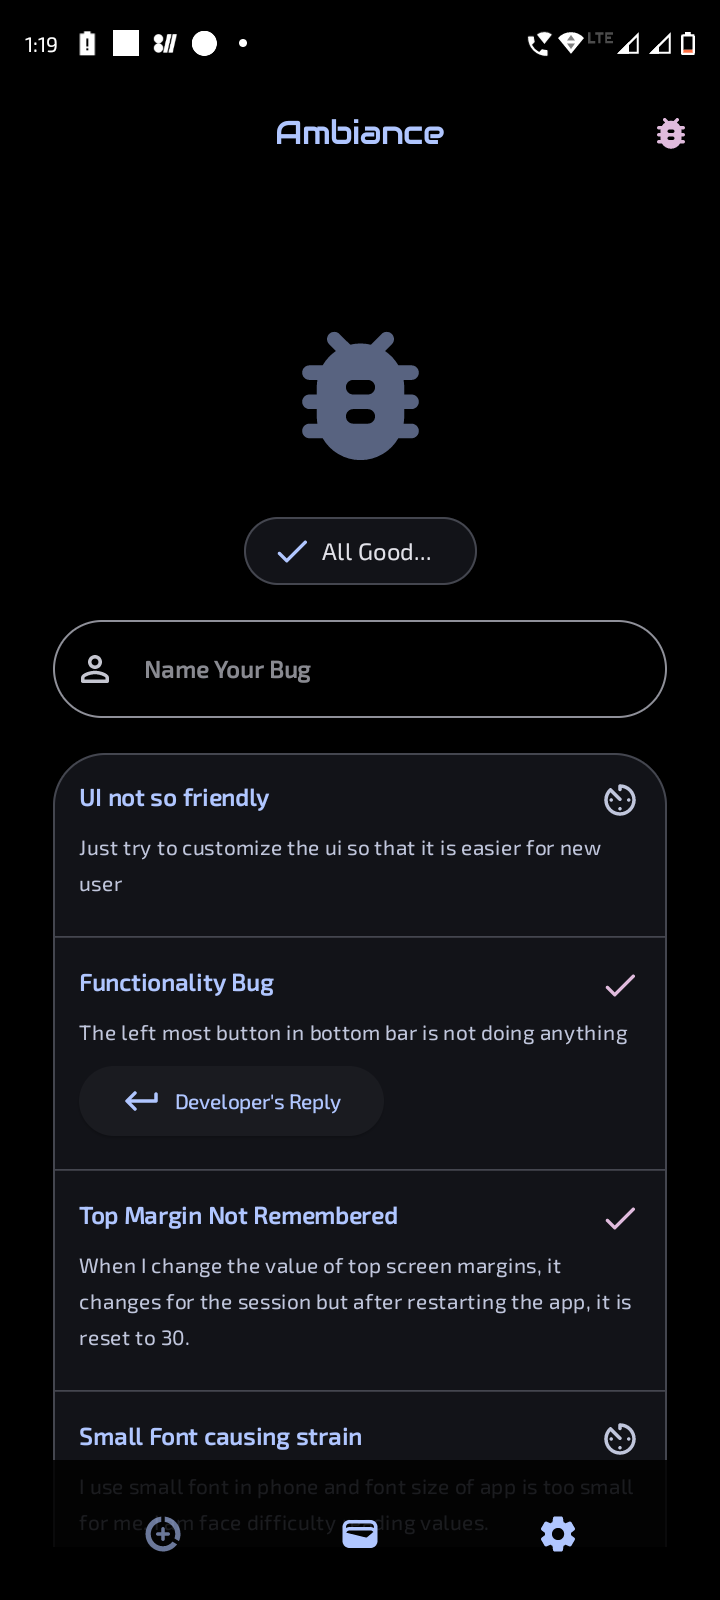 1:19
LTE
Ambiance
All Good...
Name Your Bug
UI not so friendly
Just try to customize the ui so that it is easier for new
user
Functionality Bug
The left most button in bottom bar is not doing anything
Developer's Reply
Top Margin Not Remembered
When I change the value of top screen margins, it
changes for the session but after restarting the app, it is
reset to 30.
Small Font causing strain
I use small font in phone and font size of app is too small
for me face difficulty values.